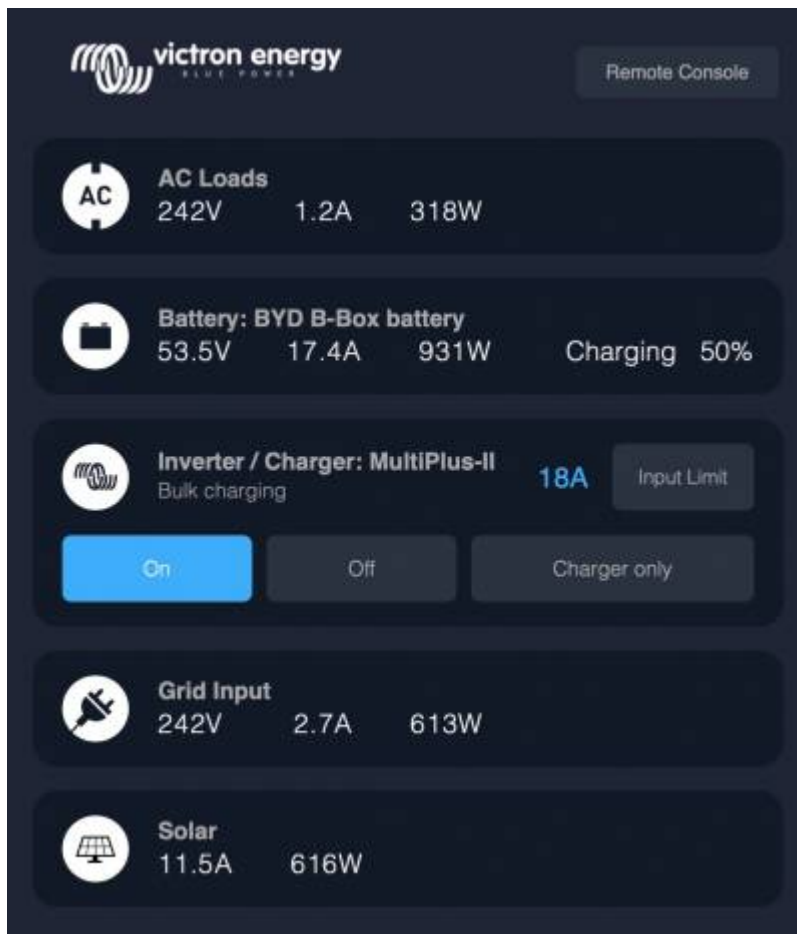 victron energy
BLUE POWER
Remote Console
AC
AC Loads
242V 1.2A 318W
Battery: BYD B-Box battery
53.5V 17.4A 931W Charging 50%
Inverter / Charger: MultiPlus-II
Bulk charging
18A Input Limit
On Off Charger only
Grid Input
242V 2.7A 613W
Solar
11.5A 616W